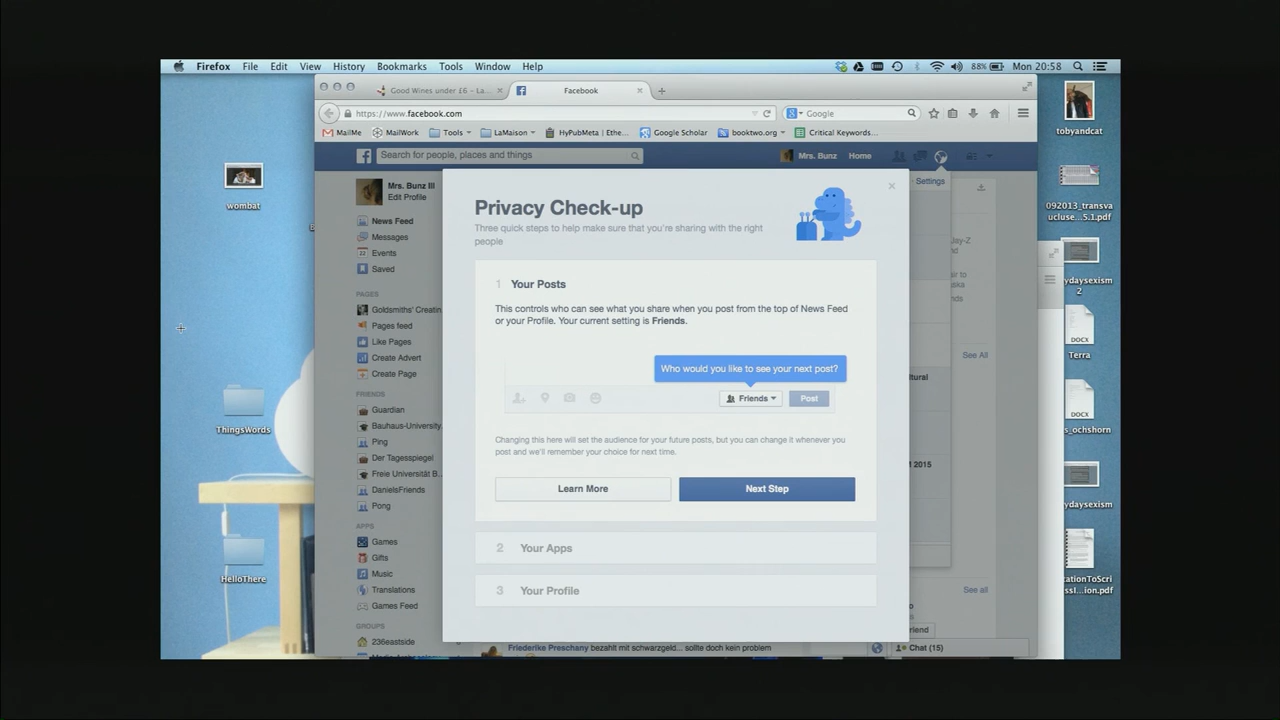 Firefox File Edit View History Bookmarks Tools Window Help
88% Mon 20:58
Good Wines under £6 - La...
Facebook
https://www.facebook.com
Google
MailMe MailWork Tools LaMaison HyPubMeta | Ethe... Google Scholar booktwo.org Critical Keywords...
Search for people, places and things
Mrs. Bunz Home
Settings
Mrs. Bunz III
Edit Profile
News Feed
Messages
Events
Saved
PAGES
Goldsmiths' Creatin
Pages feed
Like Pages
Create Advert
Create Page
FRIENDS
Guardian
Bauhaus-University
Ping
Der Tagesspiegel
Freie Universität B...
DanielsFriends
Pong
APPS
Games
Gifts
Music
Translations
Games Feed
GROUPS
236eastside
Privacy Check-up
Three quick steps to help make sure that you're sharing with the right
people
1 Your Posts
This controls who can see what you share when you post from the top of News Feed
or your Profile. Your current setting is Friends.
Who would you like to see your next post?
Friends
Post
Changing this here will set the audience for your future posts, but you can change it whenever you
post and we'll remember your choice for next time.
Learn More
Next Step
2 Your Apps
3 Your Profile
Friederike Preschany bezahlt mit schwarzgeld... sollte doch kein problem
Day-Z
See All
2015
See all
Chat (15)
wombat
ThingsWords
HelloThere
tobyandcat
092013_transva
ucluse....5.1.pdf
ydaysexism
2
DOCX
Terra
DOCX
s_ochshorn
ydaysexism
tationToScri
ssi...ion.pdf